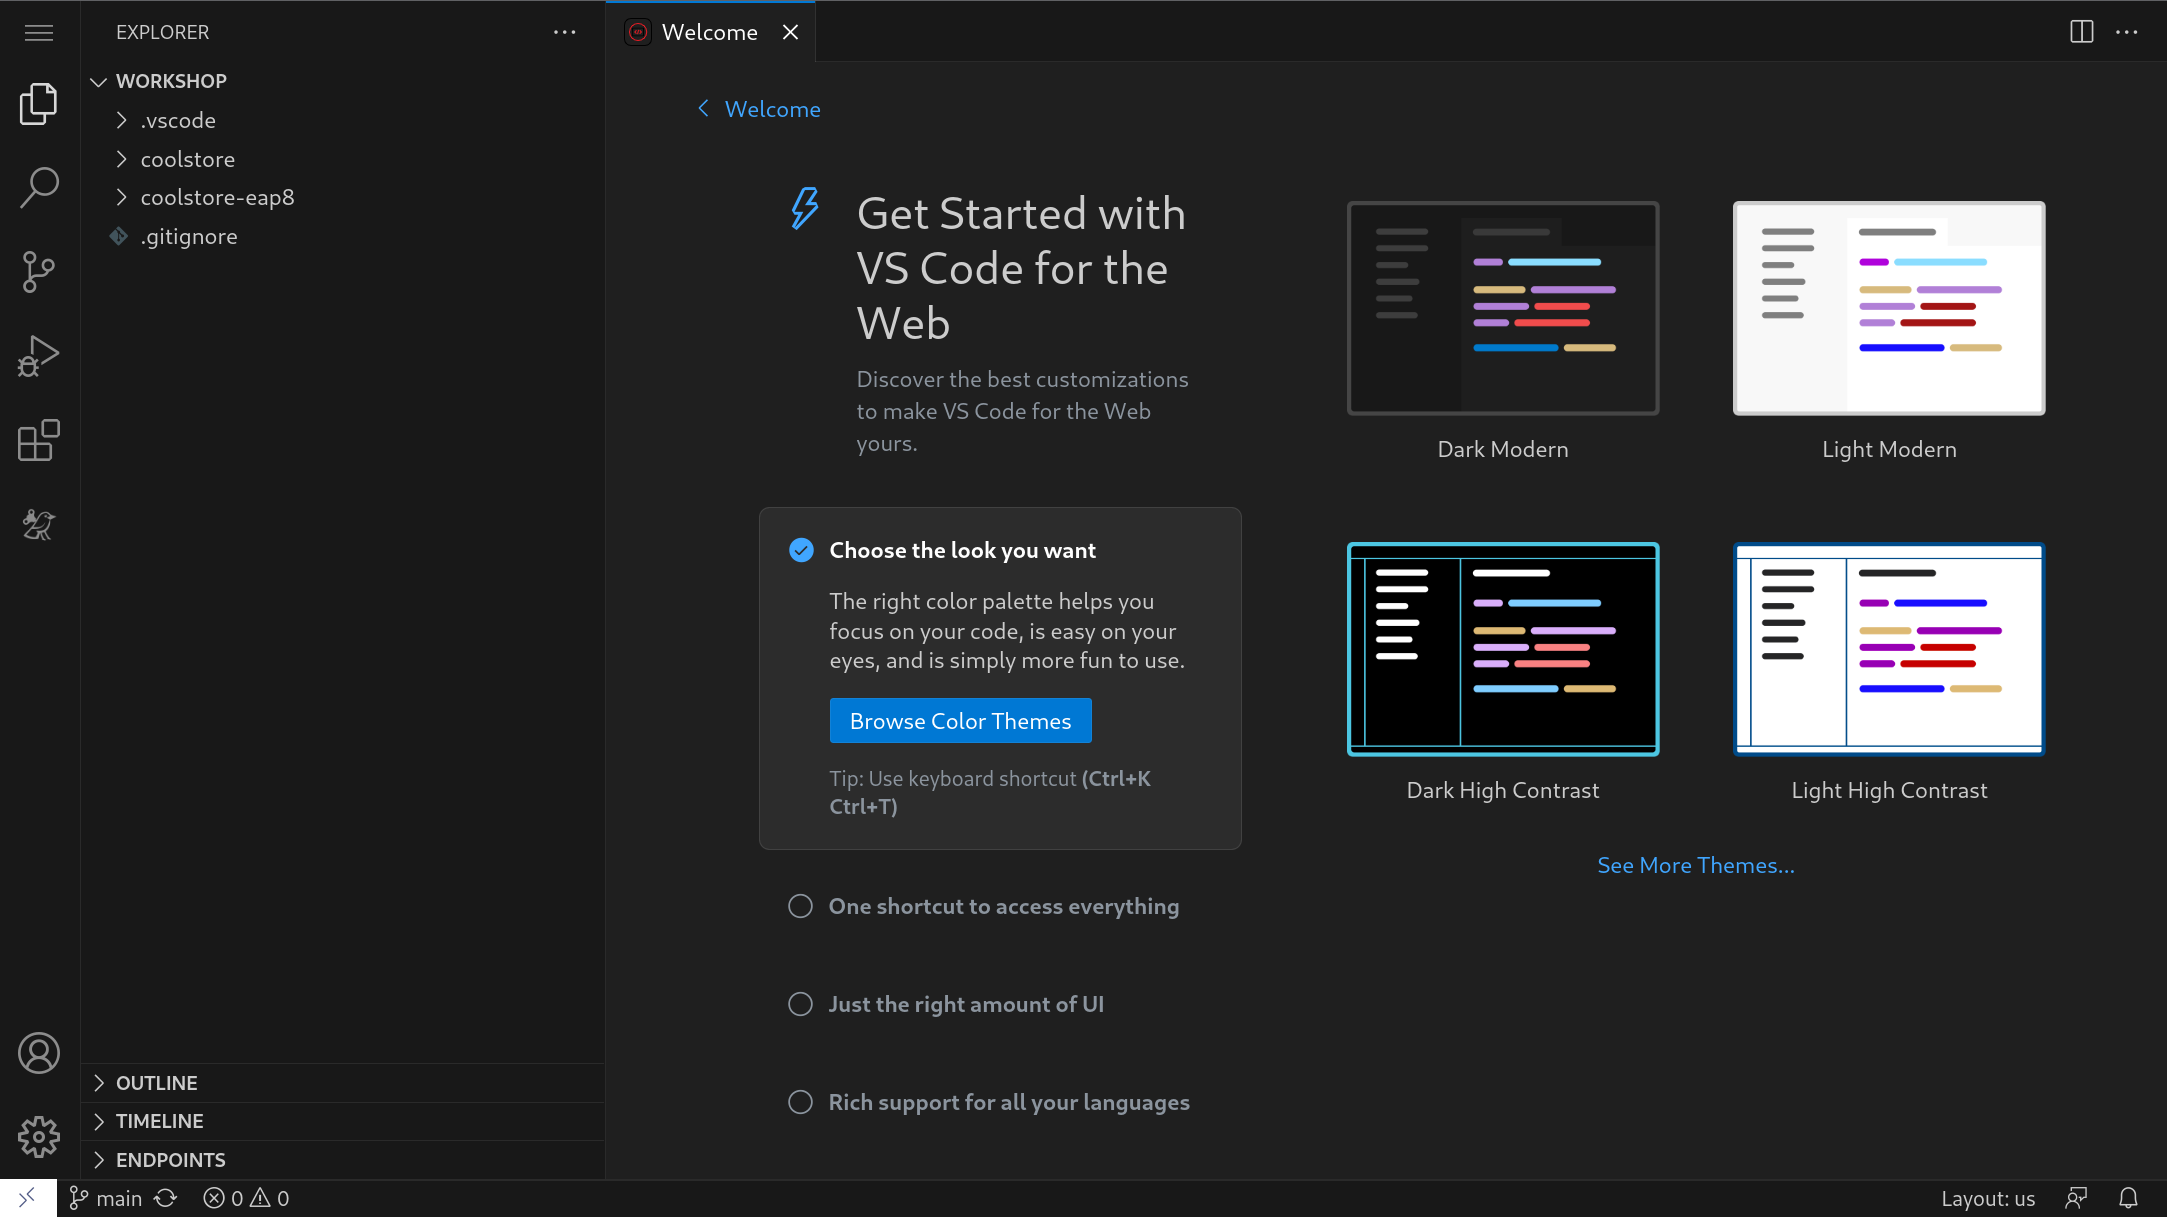 EXPLORER
WORKSHOP
.vscode
coolstore
coolstore-eap8
.gitignore
OUTLINE
TIMELINE
ENDPOINTS
Welcome
Welcome
Get Started with
VS Code for the
Web
Discover the best customizations
to make VS Code for the Web
yours.
Choose the look you want
The right color palette helps you
focus on your code, is easy on your
eyes, and is simply more fun to use.
Browse Color Themes
Tip: Use keyboard shortcut (Ctrl+K
Ctrl+T)
One shortcut to access everything
Just the right amount of UI
Rich support for all your languages
Dark Modern
Light Modern
Dark High Contrast
Light High Contrast
See More Themes...
main
0
0
Layout: us